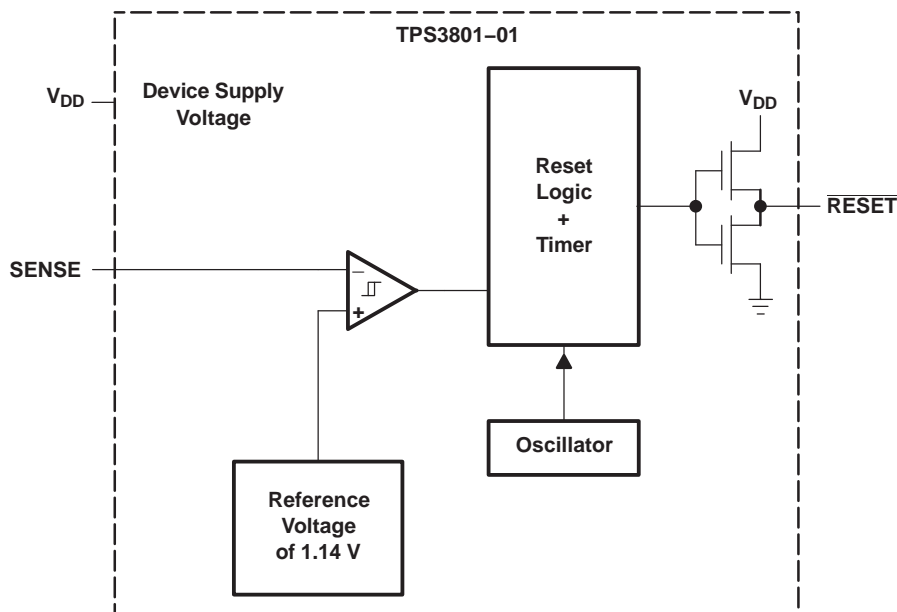 TPS3801–01
VDD
Device Supply
Voltage
VDD
Reset
Logic
+
Timer
RESET
SENSE
–
+
Oscillator
Reference
Voltage
of 1.14 V